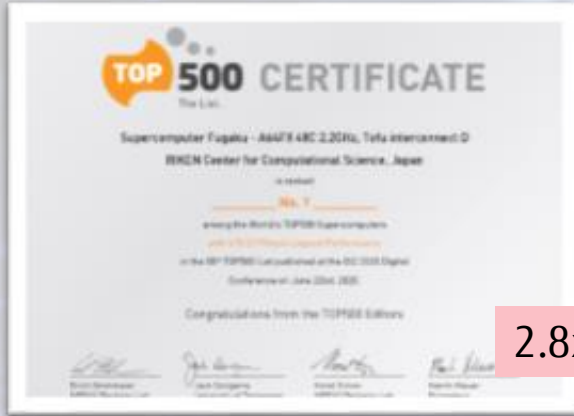 TOP 500 CERTIFICATE
The List.
Supercomputer Fugaku - A64FX 48C 2.2GHz, Tofu interconnect D
RIKEN Center for Computational Science, Japan
is ranked
No. 1
among the World's TOP500 Supercomputers
in the 55th TOP500 List published at the ISC 2020 Digital
Conference on June 22nd, 2020.
Congratulations from the TOP500 Editors
2.8